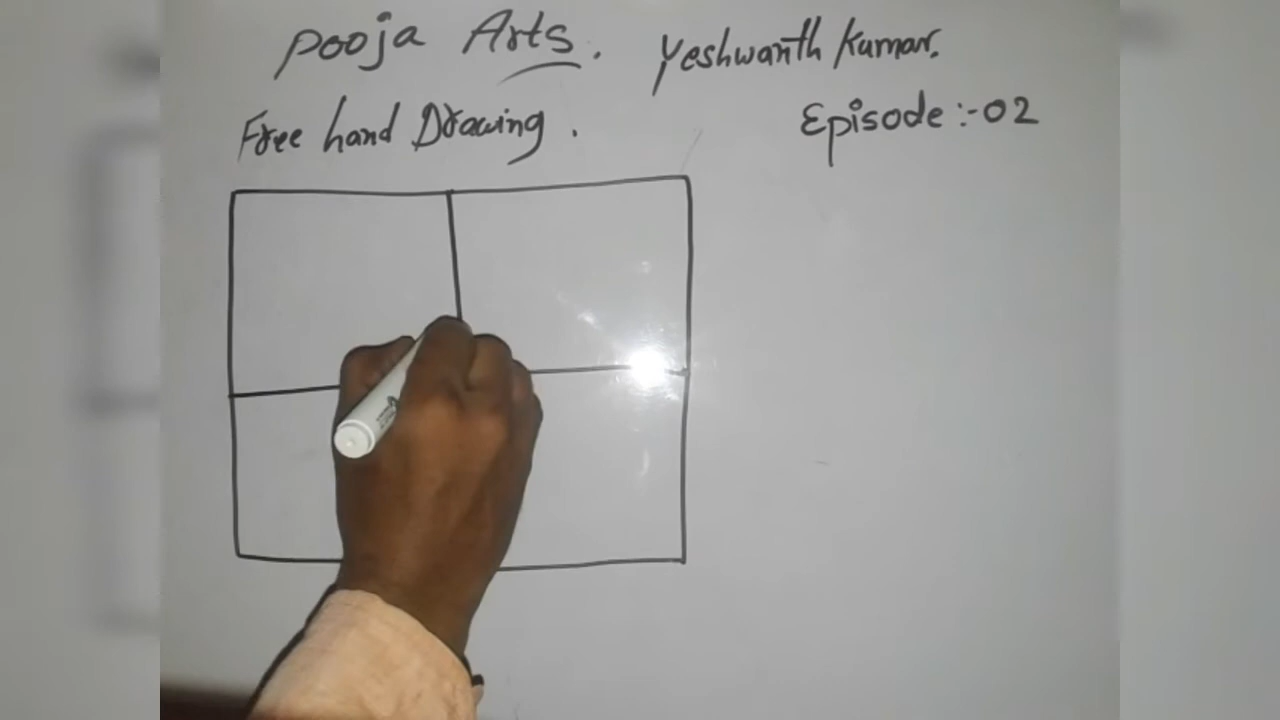 Pooja Arts. Yeshwanth Kumar.
Free hand Drawing. Episode:-02